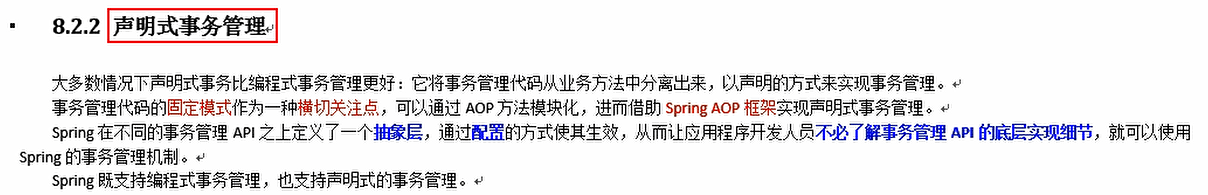 8.2.2 声明式事务管理
大多数情况下声明式事务比编程式事务管理更好：它将事务管理代码从业务方法中分离出来，以声明的方式来实现事务管理。
事务管理代码的固定模式作为一种横切关注点，可以通过 AOP 方法模块化，进而借助 Spring AOP 框架实现声明式事务管理。
Spring 在不同的事务管理 API 之上定义了一个抽象层，通过配置的方式使其生效，从而让应用程序开发人员不必了解事务管理 API 的底层实现细节，就可以使用
Spring 的事务管理机制。
Spring 既支持编程式事务管理，也支持声明式的事务管理。